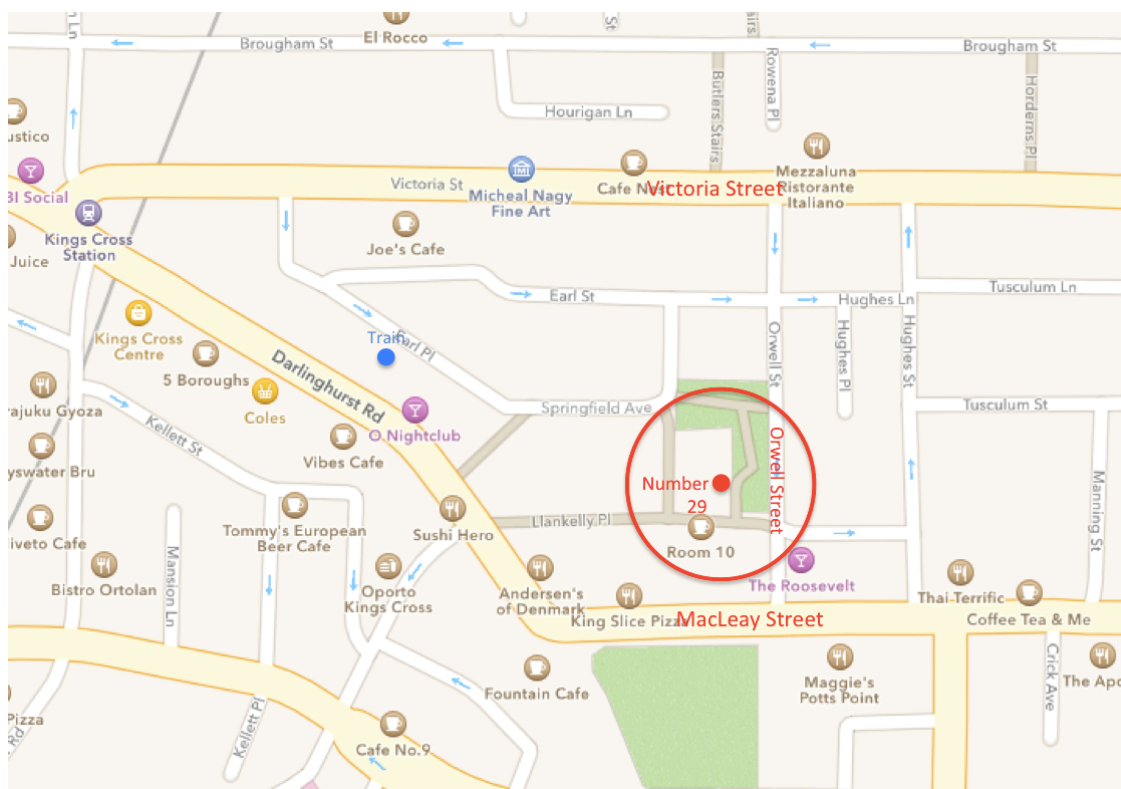 El Rocco
Brougham St
Brougham St
St
Rowena Pl
Butlers Stairs
Horderns Pl
Hourigan Ln
ustico
BI Social
Victoria St
Micheal Nagy
Fine Art
Victoria Street
Mezzaluna
Ristorante
Italiano
Kings Cross
Station
Juice
Joe's Cafe
Earl St
Hughes Ln
Tusculum Ln
Kings Cross
Centre
5 Boroughs
Coles
Darlinghurst Rd
O Nightclub
Springfield Ave
Orwell St
Hughes Pl
Hughes St
Tusculum St
rajuku Gyoza
Kellett St
Vibes Cafe
yswater Bru
Number
29
Orwell Street
Manning St
Tommy's European
Beer Cafe
Sushi Hero
Llankelly Pl
Room 10
The Roosevelt
iveto Cafe
Bistro Ortolan
Mansion Ln
Oporto
Kings Cross
Andersen's
of Denmark
King Slice Pizza
MacLeay Street
Thai Terrific
Coffee Tea & Me
Fountain Cafe
Maggie's
Potts Point
Crick Ave
The Apo
Pizza
Rd
Kellett Pl
Cafe No.9